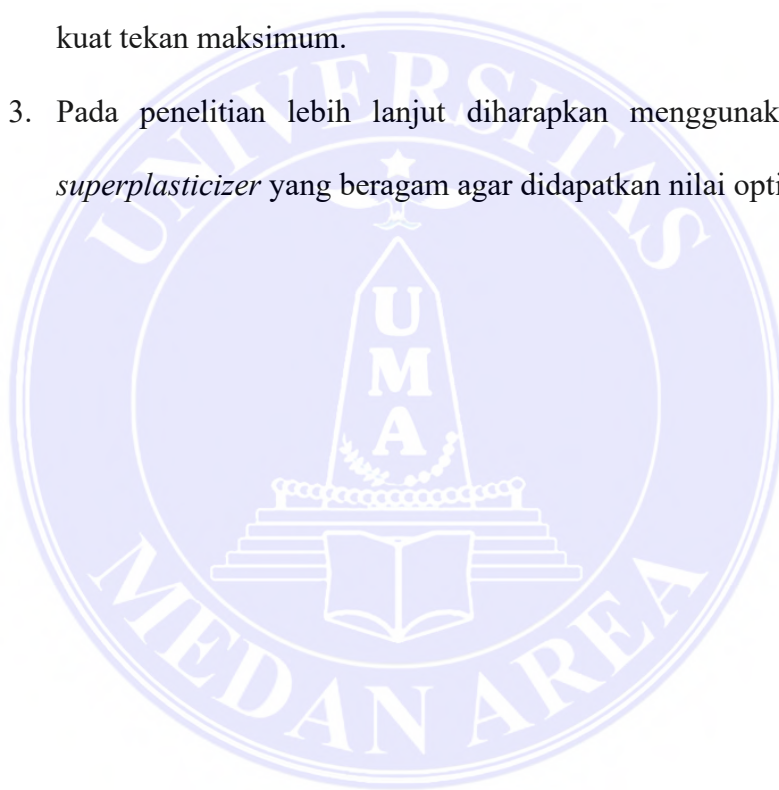 kuat tekan maksimum.
3. Pada penelitian lebih lanjut diharapkan menggunak
superplasticizer yang beragam agar didapatkan nilai opti
UNIVERSITAS
UMA
MEDAN AREA